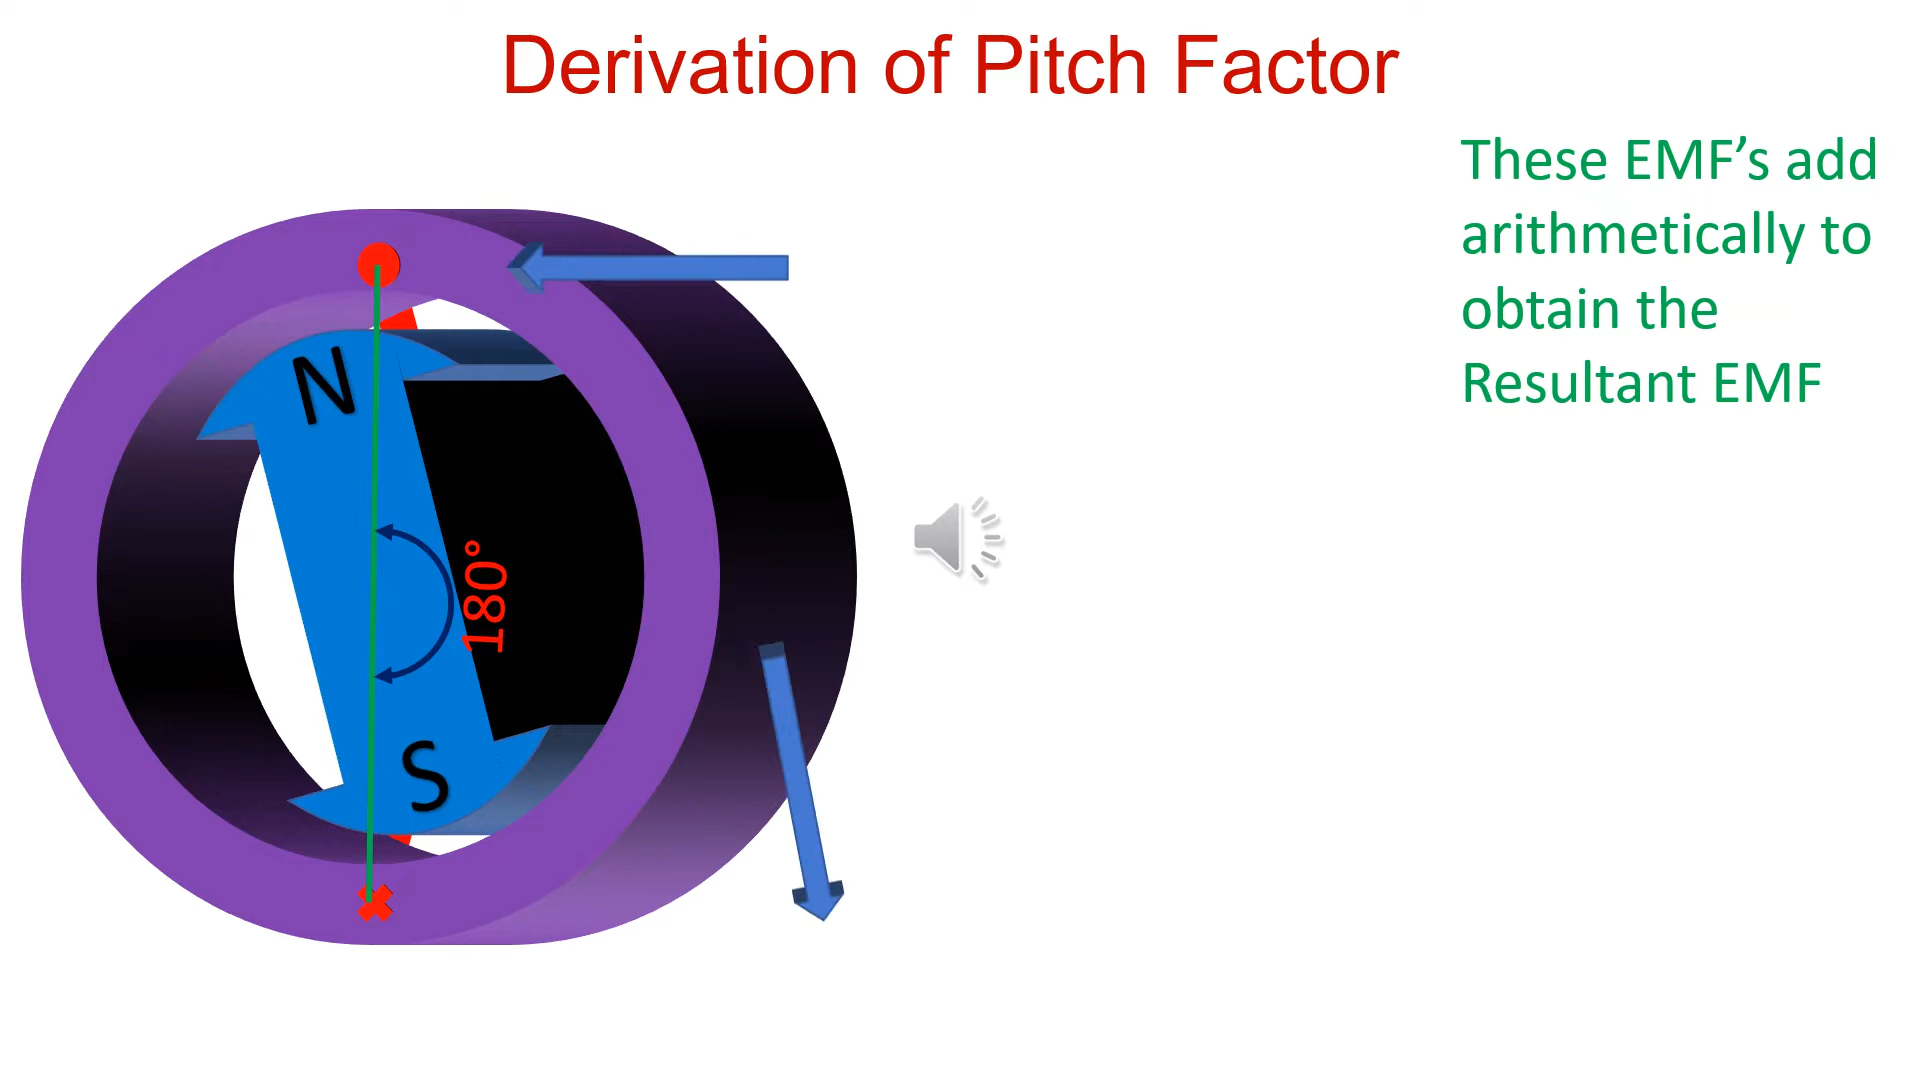 Derivation of Pitch Factor
These EMF’s add
arithmetically to
obtain the
Resultant EMF
N
180°
S